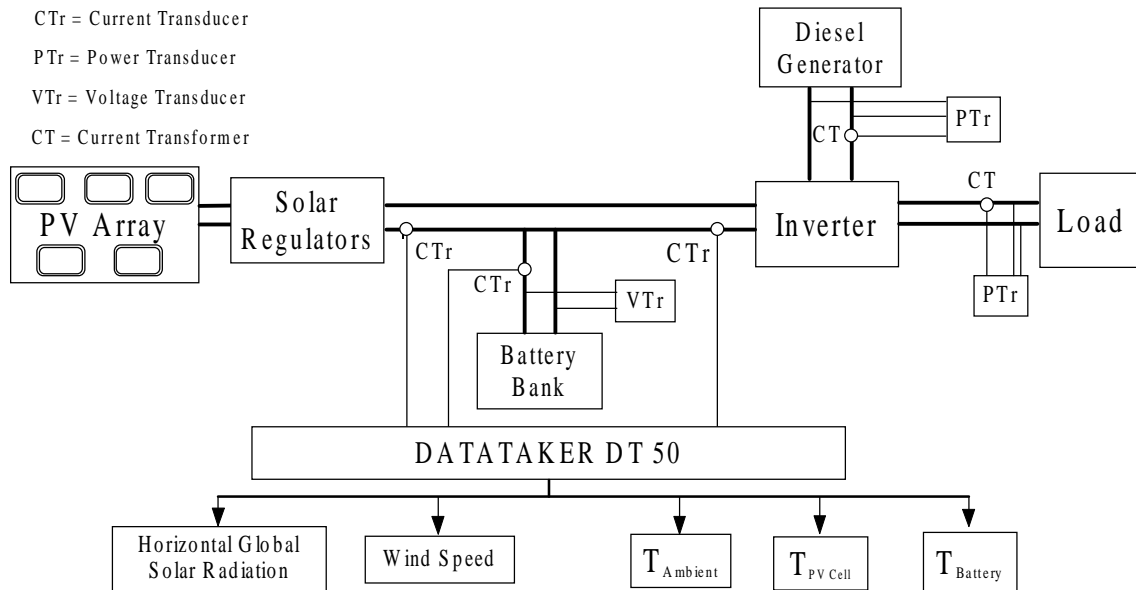 CTr = Current Transducer
PTr = Power Transducer
VTr = Voltage Transducer
CT = Current Transformer
Diesel
Generator
CT
PTr
PV Array
Solar
Regulators
Inverter
CT
Load
PTr
CTr
CTr
CTr
VTr
Battery
Bank
DATATAKER DT 50
Horizontal Global
Solar Radiation
Wind Speed
T Ambient
T PV Cell
T Battery